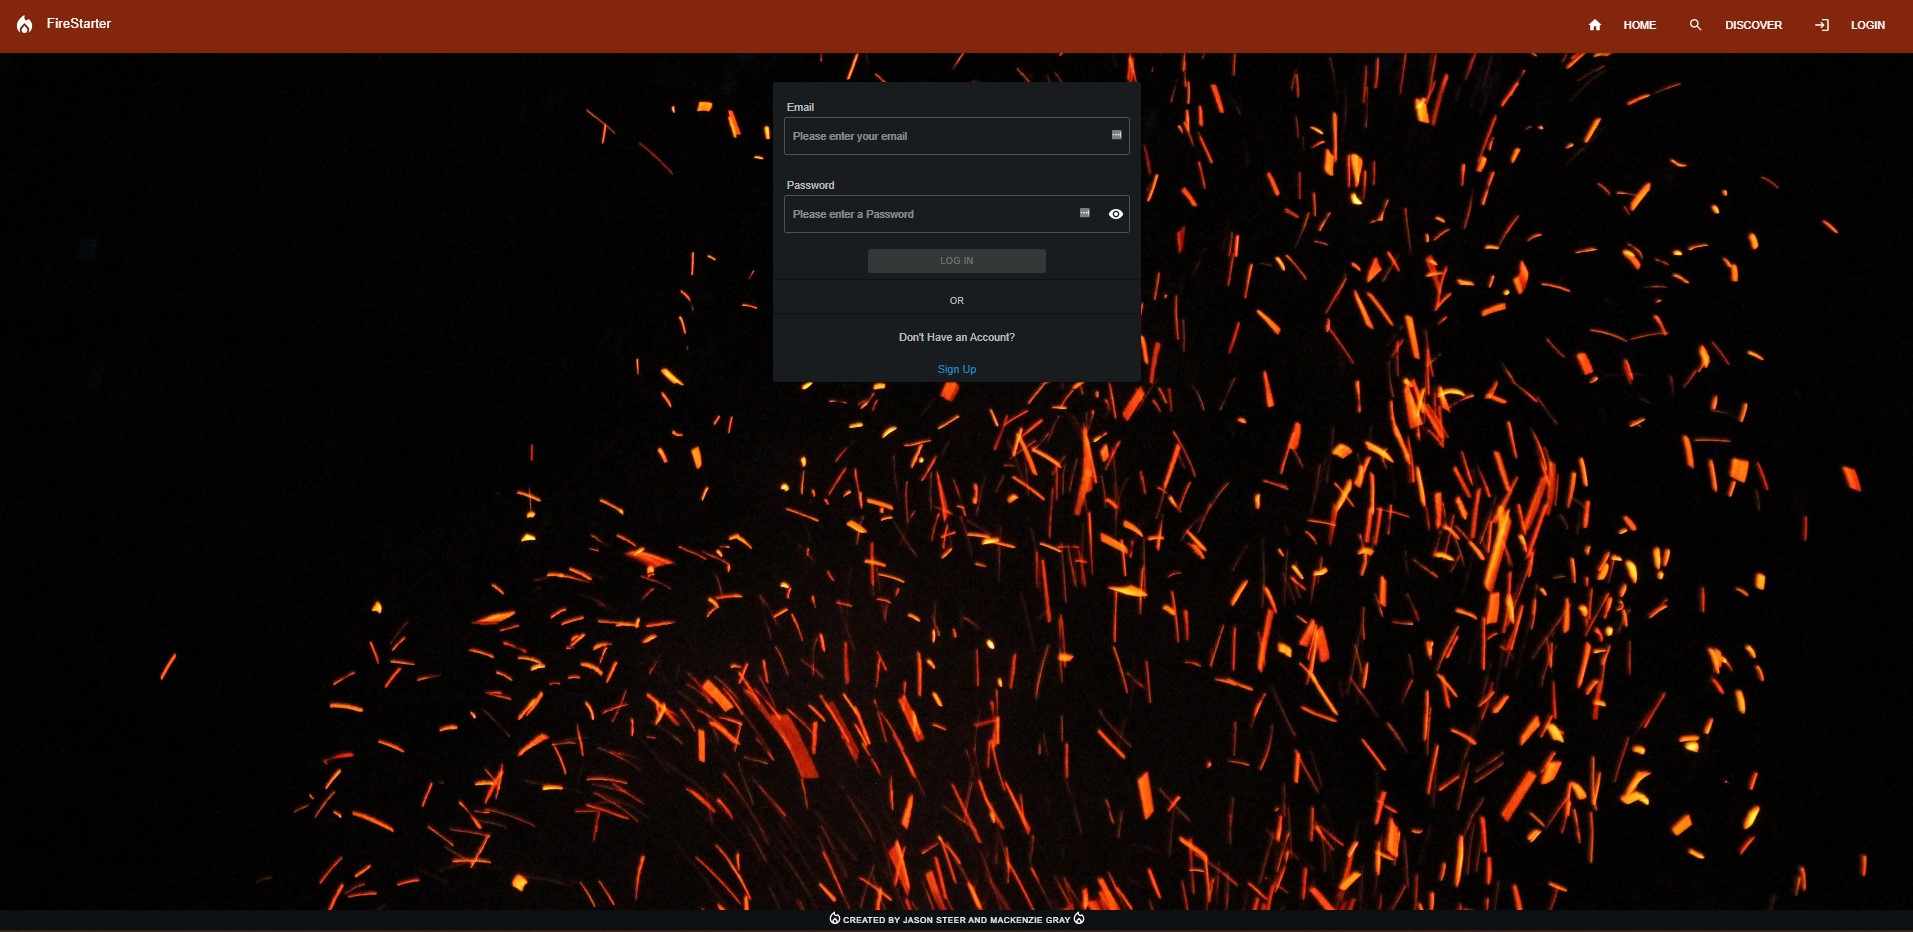 FireStarter
HOME
DISCOVER
LOGIN
Email
Please enter your email
Password
Please enter a Password
LOG IN
OR
Don't Have an Account?
Sign Up
CREATED BY JASON STEER AND MACKENZIE GRAY